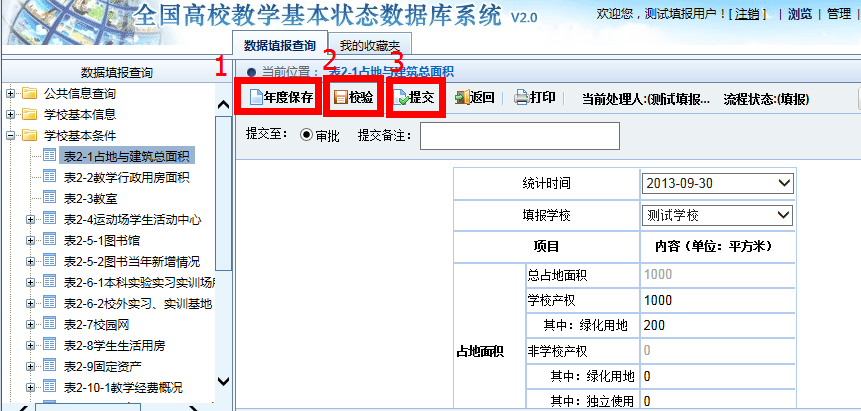 全国高校教学基本状态数据库系统 V2.0
欢迎您，测试填报用户！[ 注销 ] | 浏览 | 管理 |
数据填报查询 我的收藏夹
数据填报查询
公共信息查询
学校基本信息
学校基本条件
表2-1占地与建筑总面积
表2-2教学行政用房面积
表2-3教室
表2-4运动场学生活动中心
表2-5-1图书馆
表2-5-2图书当年新增情况
表2-6-1本科实验实习实训场所
表2-6-2校外实习、实训基地
表2-7校园网
表2-8学生生活用房
表2-9固定资产
表2-10-1教学经费概况
1 2 3
当前位置： 表2-1占地与建筑总面积
年度保存 校验 提交 返回 打印 当前处理人:(测试填报... 流程状态:(填报)
提交至： 审批 提交备注：
统计时间 2013-09-30
填报学校 测试学校
项目 内容（单位：平方米）
占地面积
总占地面积 1000
学校产权 1000
其中：绿化用地 200
非学校产权 0
其中：绿化用地 0
其中：独立使用 0